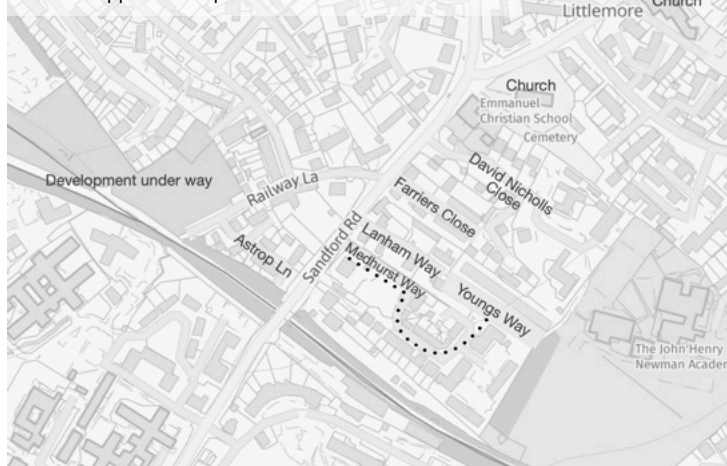 Littlemore
Church
Church
Emmanuel
Christian School
Cemetery
David Nicholls
Close
Development under way
Railway La
Farriers Close
Astrop Ln
Sandford Rd
Lanham Way
Medhurst Way
Youngs Way
The John Henry
Newman Acade